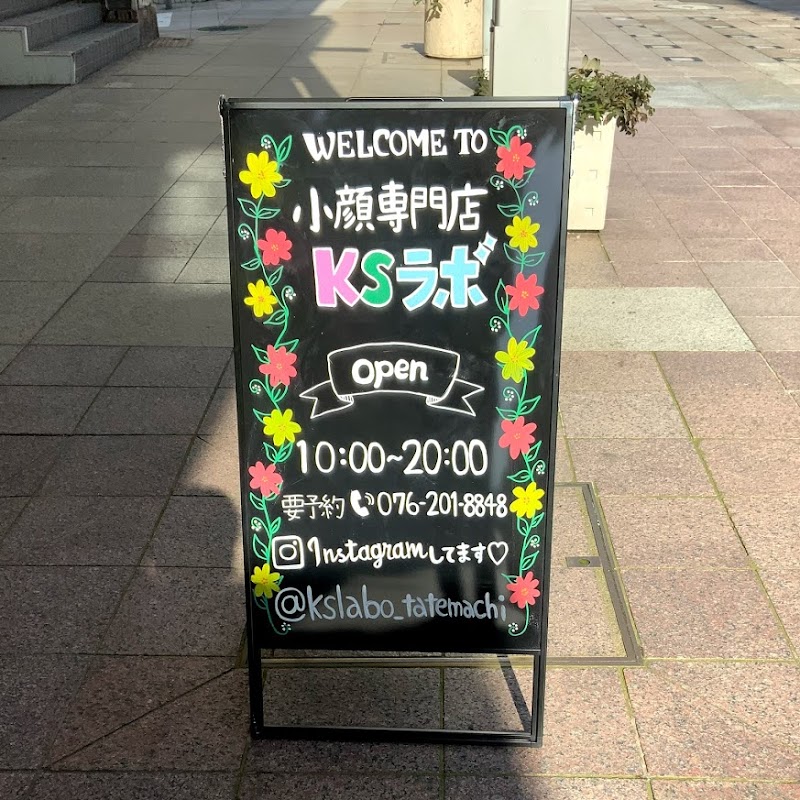 WELCOME TO
小顔専門店
KSラボ
open
10:00~20:00
要予約 076-201-8848
Instagramしてます♡
@kslabo_tatemachi